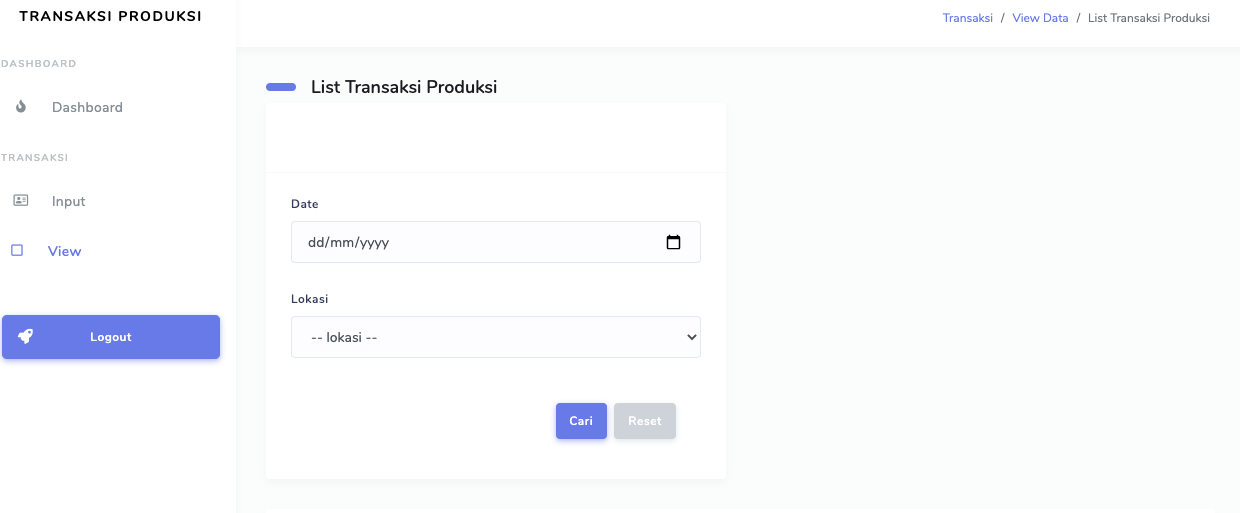 TRANSAKSI PRODUKSI
Transaksi / View Data / List Transaksi Produksi
DASHBOARD
Dashboard
TRANSAKSI
Input
View
Logout
List Transaksi Produksi
Date
dd/mm/yyyy
Lokasi
-- lokasi --
Cari Reset